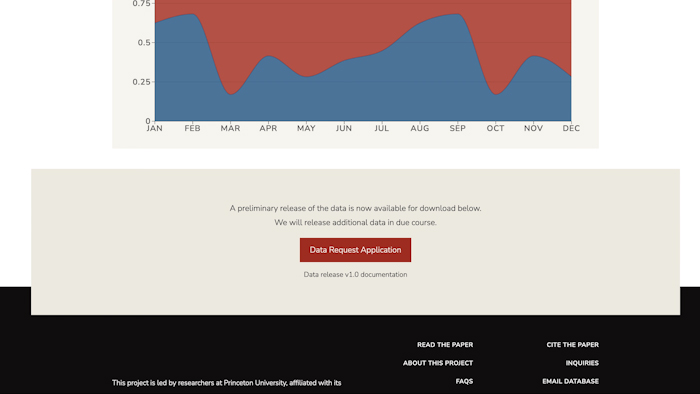 0.75
0.5
0.25
0
JAN FEB MAR APR MAY JUN JUL AUG SEP OCT NOV DEC
A preliminary release of the data is now available for download below.
We will release additional data in due course.
Data Request Application
Data release v1.0 documentation
READ THE PAPER
CITE THE PAPER
ABOUT THIS PROJECT
INQUIRIES
This project is led by researchers at Princeton University, affiliated with its
FAQS
EMAIL DATABASE